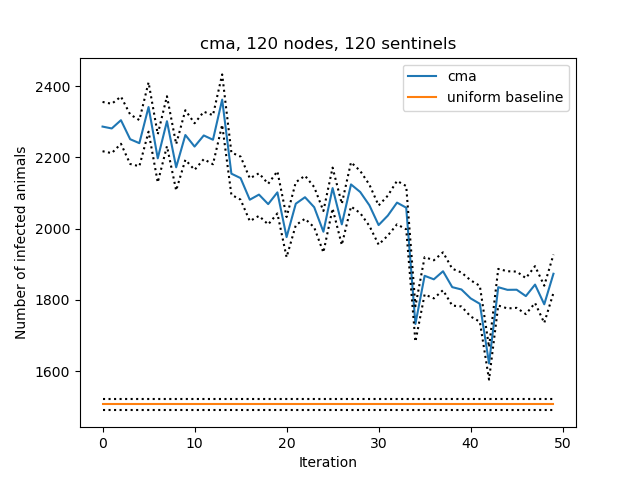 cma, 120 nodes, 120 sentinels
cma
uniform baseline
2400
2200
2000
1800
1600
Number of infected animals
0 10 20 30 40 50
Iteration